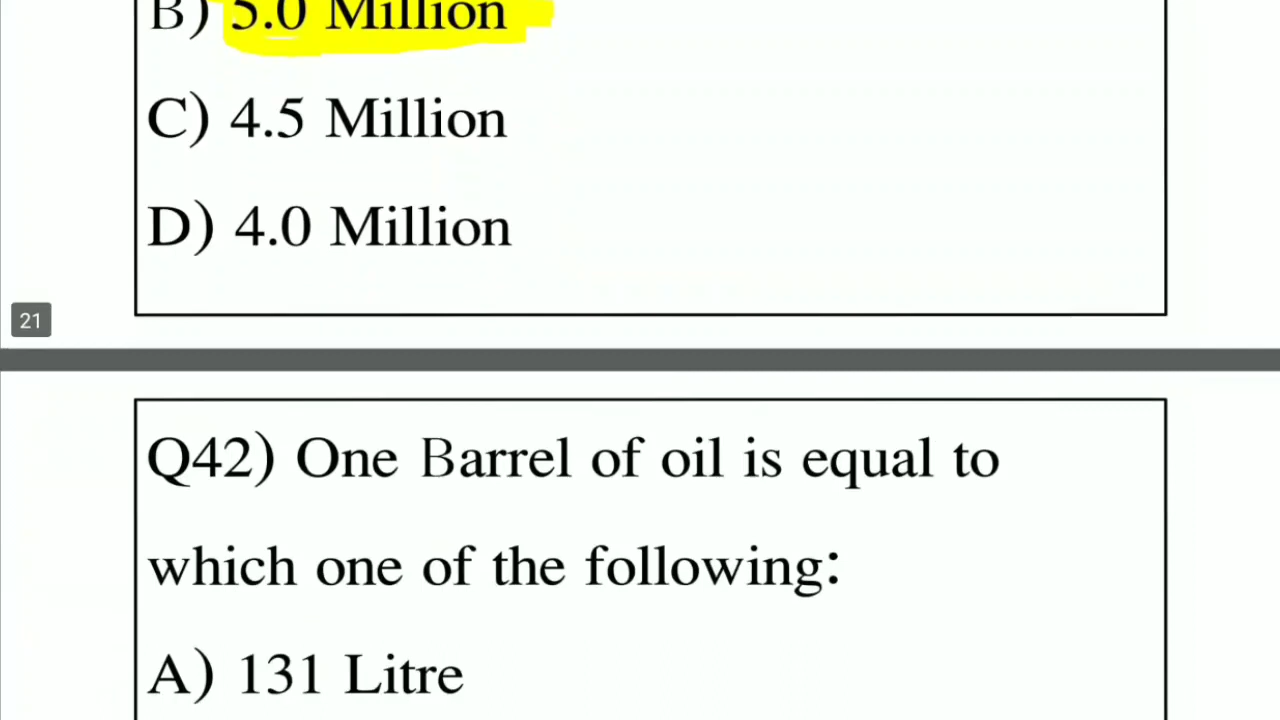 B) 5.0 Million
C) 4.5 Million
D) 4.0 Million
21
Q42) One Barrel of oil is equal to
which one of the following:
A) 131 Litre